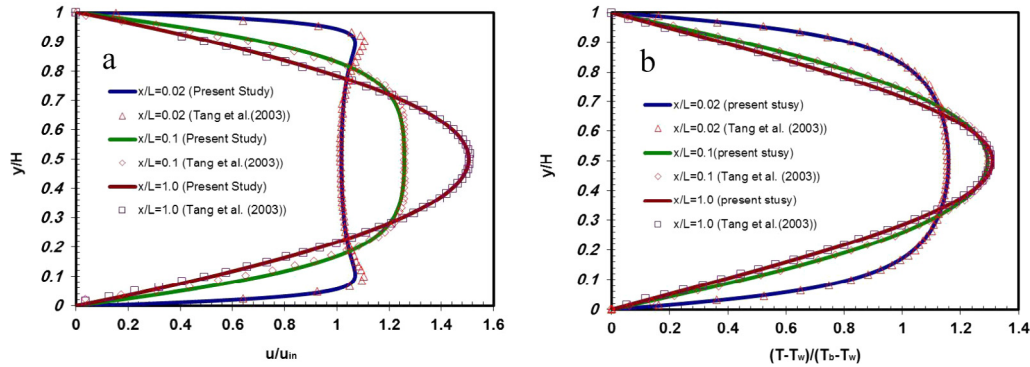 a
1
0.9
0.8
0.7
0.6
0.5
0.4
0.3
0.2
0.1
0
y/H
x/L=0.02 (Present Study)
x/L=0.02 (Tang et al.(2003))
x/L=0.1 (Present Study)
x/L=0.1 (Tang et al.(2003))
x/L=1.0 (Present Study)
x/L=1.0 (Tang et al. (2003))
0 0.2 0.4 0.6 0.8 1 1.2 1.4 1.6
u/uin
b
1
0.9
0.8
0.7
0.6
0.5
0.4
0.3
0.2
0.1
0
y/H
x/L=0.02 (present stusy)
x/L=0.02 (Tang et al.(2003))
x/L=0.1(present stusy)
x/L=0.1 (Tang et al.(2003))
x/L=1.0 (present stusy)
x/L=1.0 (Tang et al.(2003))
0 0.2 0.4 0.6 0.8 1 1.2 1.4
(T-Tw)/(Tb-Tw)